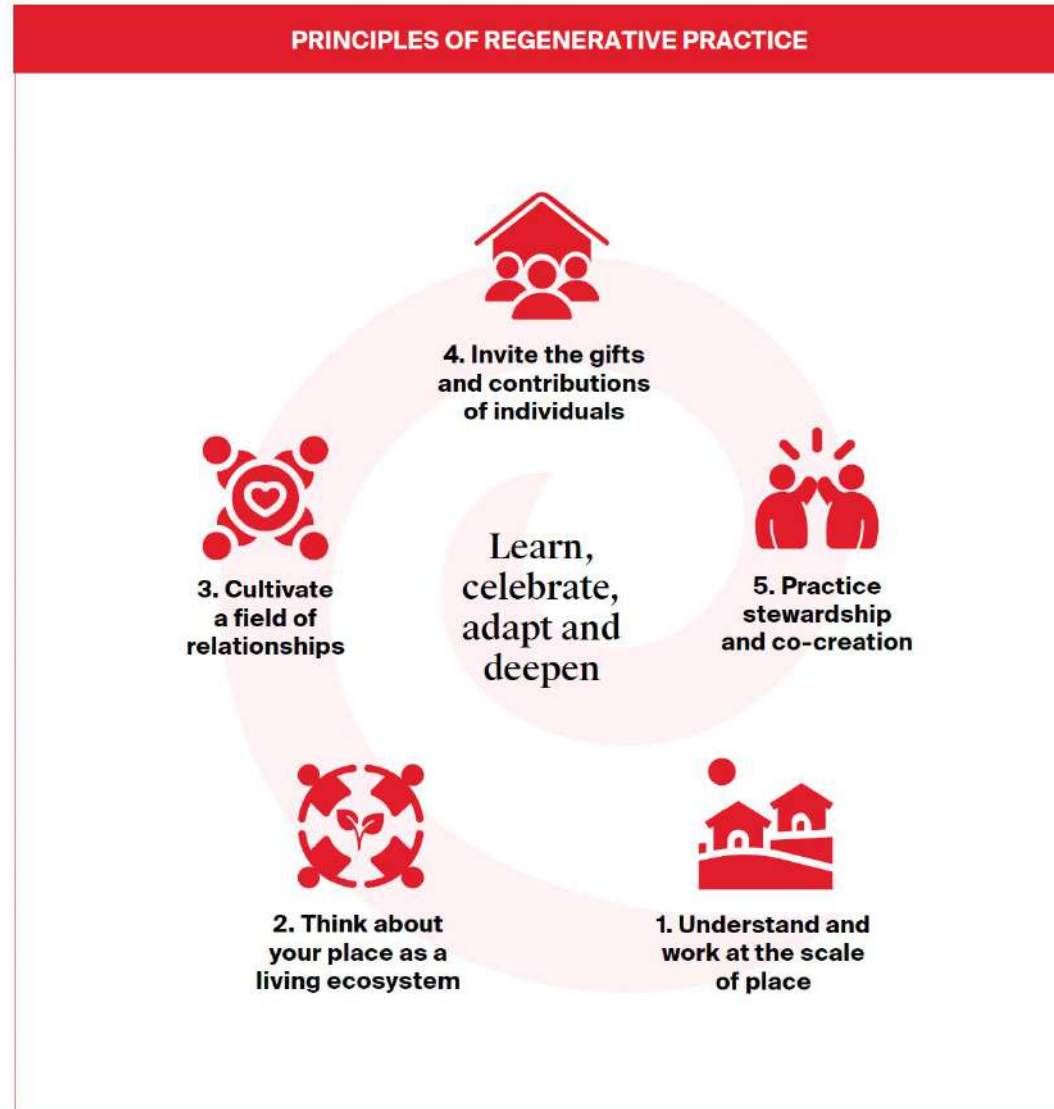 PRINCIPLES OF REGENERATIVE PRACTICE
4. Invite the gifts
and contributions
of individuals
3. Cultivate
a field of
relationships
Learn,
celebrate,
adapt and
deepen
5. Practice
stewardship
and co-creation
2. Think about
your place as a
living ecosystem
1. Understand and
work at the scale
of place